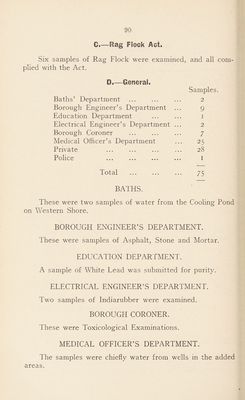 20
C.—Rag Flock Act.
Six samples of Rag Flock were examined, and all com-
plied with the Act.
D.—General.
Samples.
Baths' Department ... ... ... 2
Borough Engineer's Department ... 9
Education Department ... ... 1
Electrical Engineer's Department ... 2
Borough Coroner ... ... ... 7
Medical Officer's Department ... 25
Private ... ... ... ... 28
Police ... ... ... ... 1
Total ... ... ... 75
BATHS.
These were two samples of water from the Cooling Pond
on Western Shore.
BOROUGH ENGINEER'S DEPARTMENT.
These were samples of Asphalt, Stone and Mortar.
EDUCATION DEPARTMENT.
A sample of White Lead was submitted for purity.
ELECTRICAL ENGINEER'S DEPARTMENT.
Two samples of Indiarubber were examined.
BOROUGH CORONER.
These were Toxicological Examinations.
MEDICAL OFFICER'S DEPARTMENT.
The samples were chiefly water from wells in the added
areas.